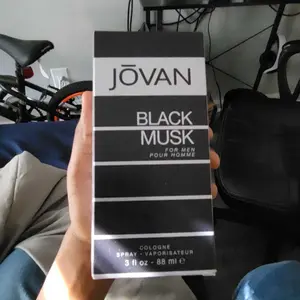 JŌVAN
BLACK
MUSK
FOR MEN
POUR HOMME
COLOGNE
SPRAY - VAPORISATEUR
3 fl oz - 88 ml ℮